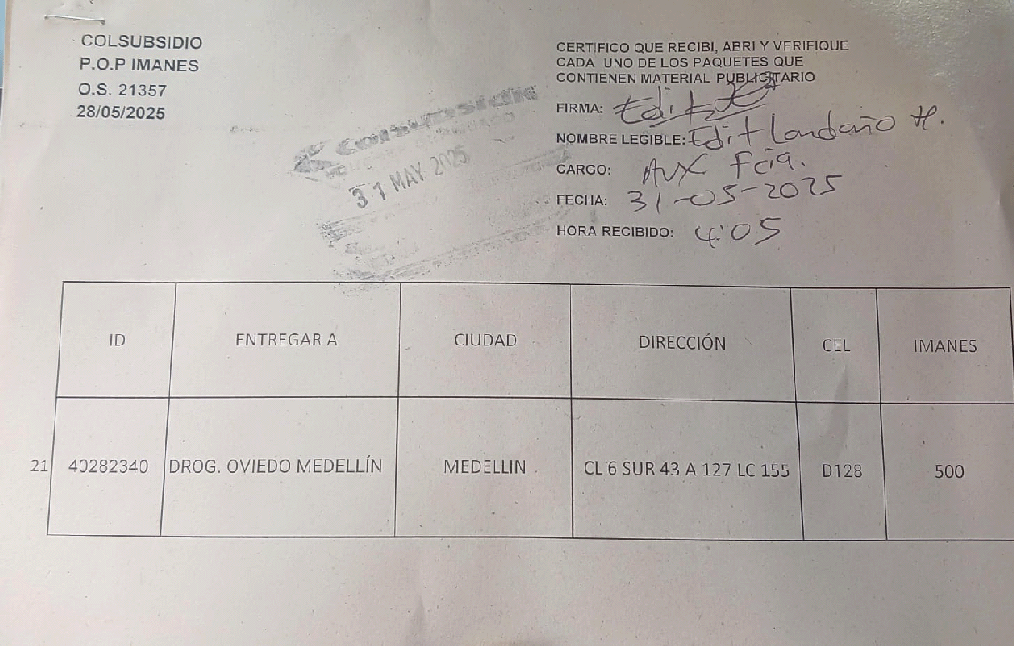 COLSUBSIDIO
P.O.P IMANES
O.S. 21357
28/05/2025
CERTIFICO QUE RECIBI, ABRI Y VERIFIQUE
CADA UNO DE LOS PAQUETES QUE
CONTIENEN MATERIAL PUBLICITARIO
FIRMA:
NOMBRE LEGIBLE: Edit Londoño H.
CARGO: Aux Fcia.
FECHA: 31-05-2025
HORA RECIBIDO: 4:05
Colsubsidio
31 MAY 2025
ID ENTREGAR A CIUDAD DIRECCIÓN CEL IMANES
21 40282340 DROG. OVIEDO MEDELLÍN MEDELLIN CL 6 SUR 43 A 127 LC 155 D128 500